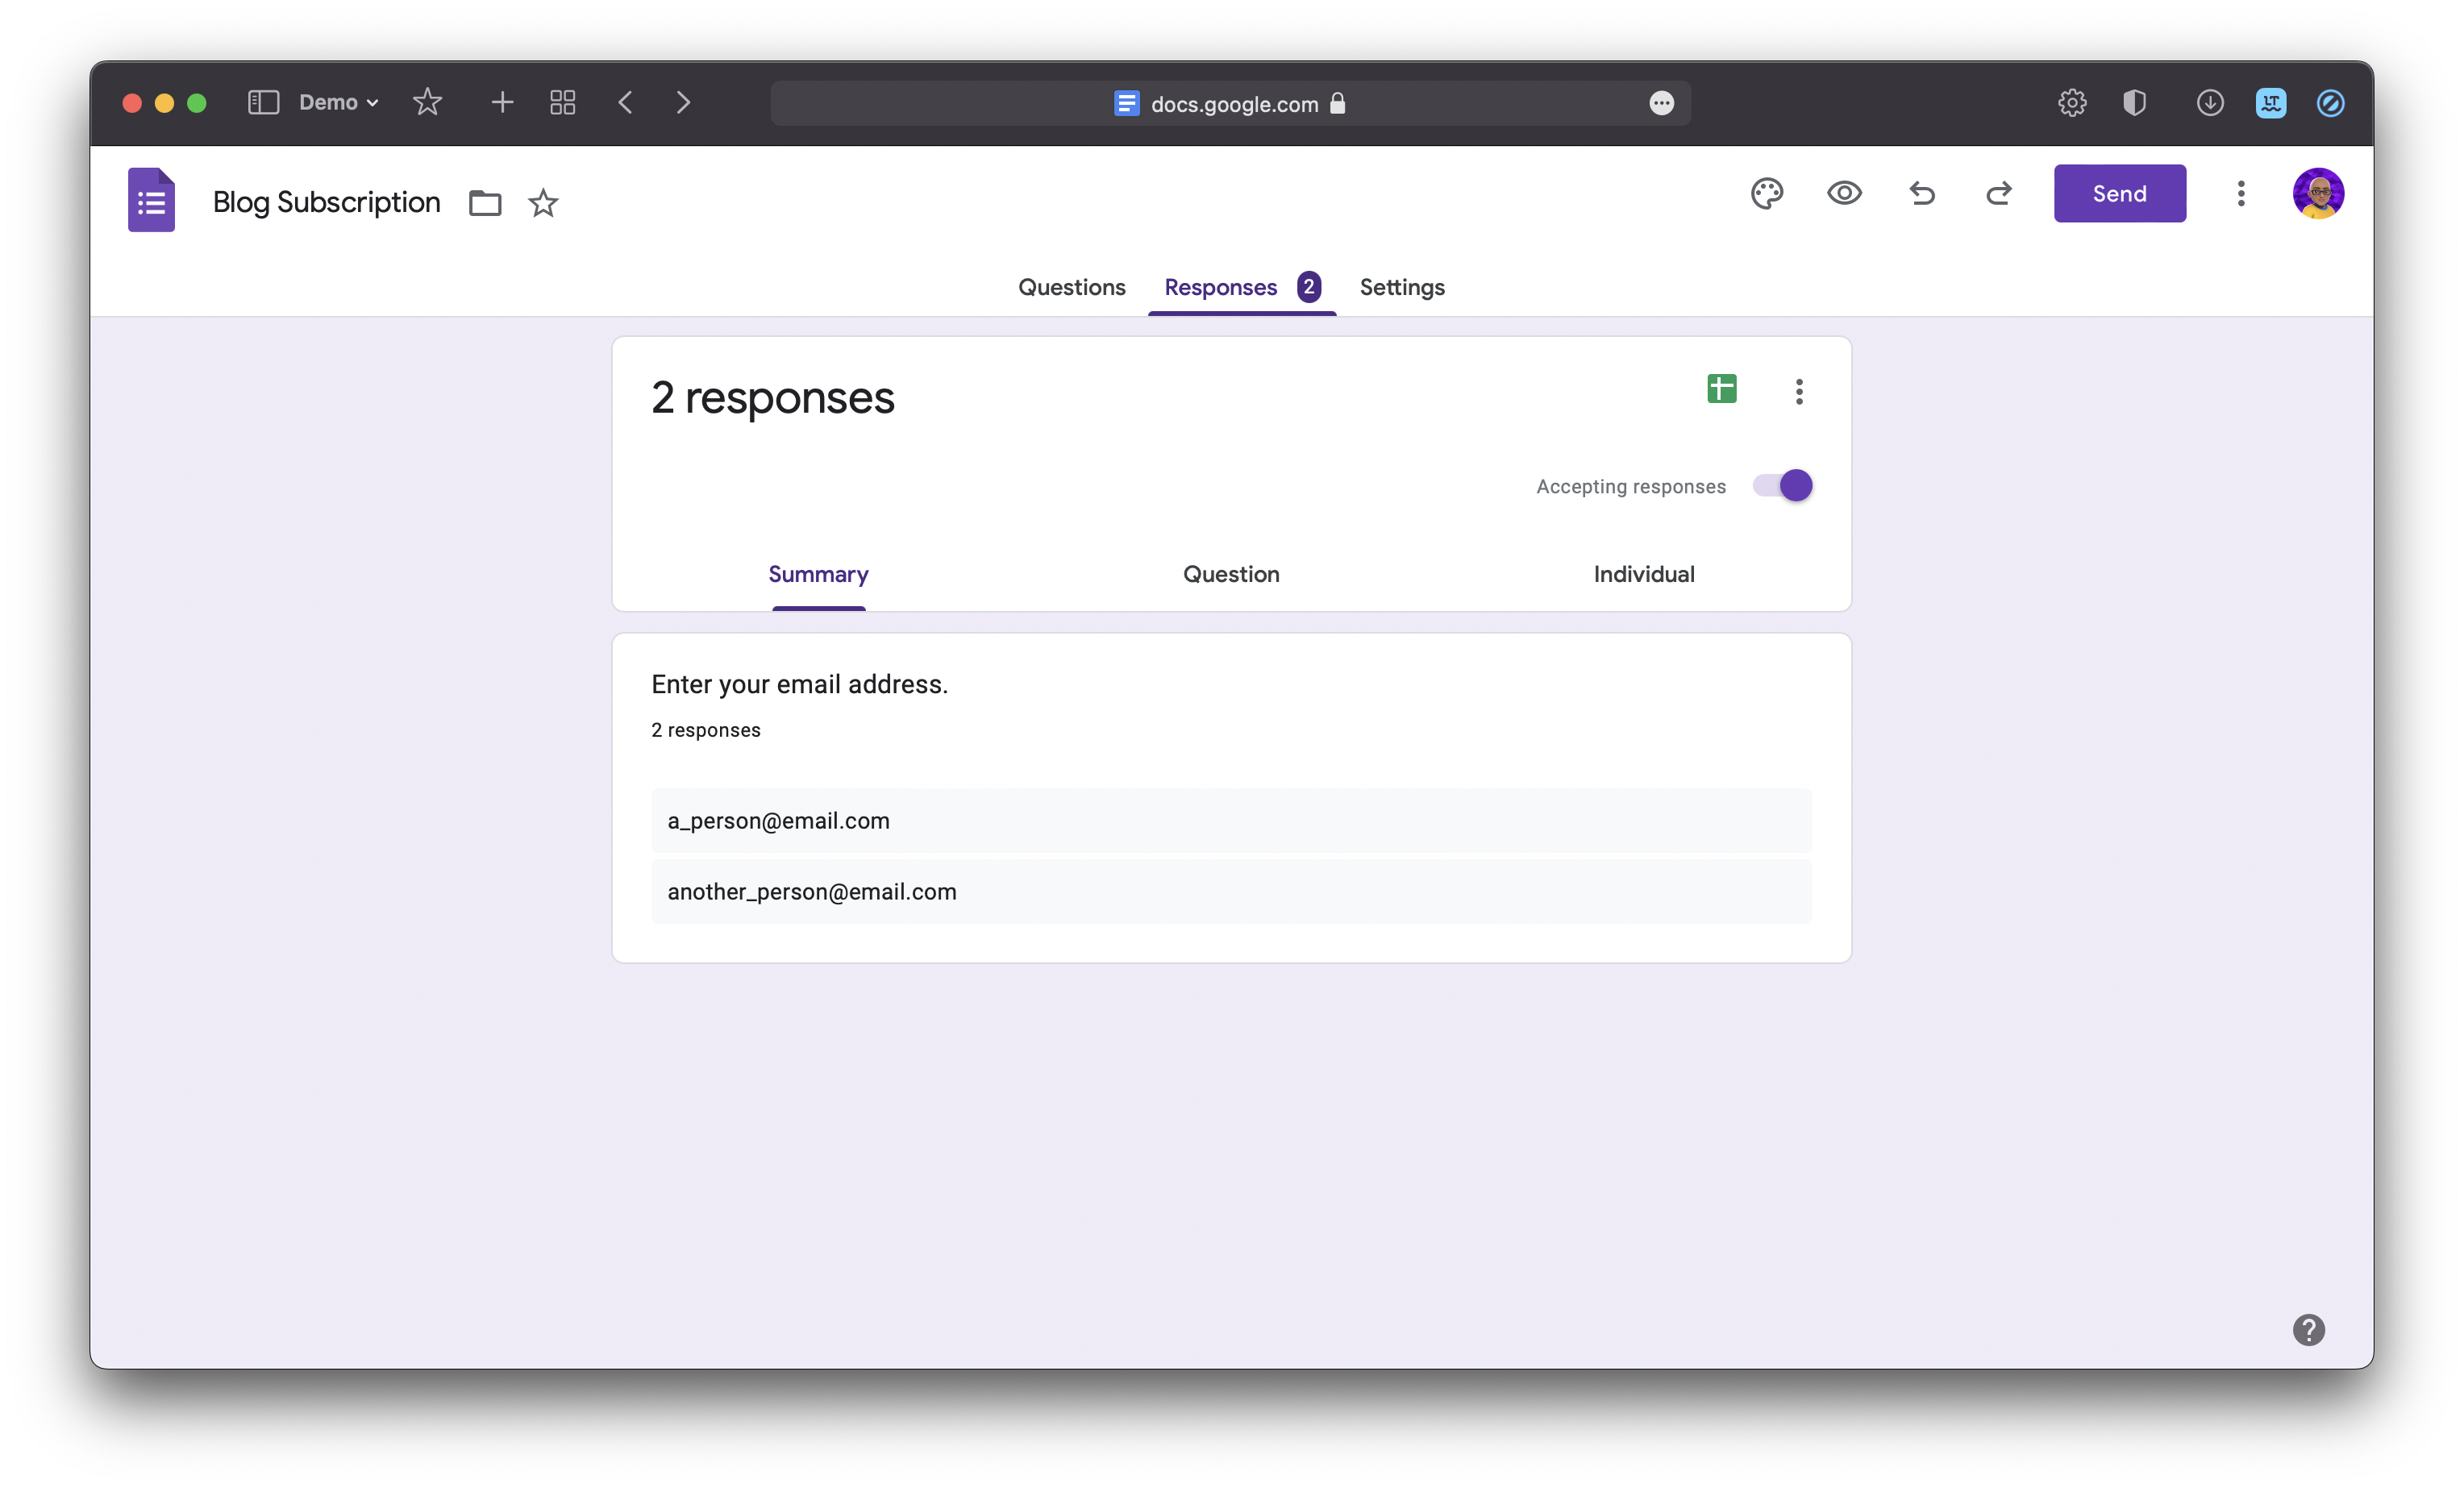 Demo
docs.google.com
LT
Blog Subscription
Send
Questions Responses 2 Settings
2 responses
Accepting responses
Summary Question Individual
Enter your email address.
2 responses
a_person@email.com
another_person@email.com
?